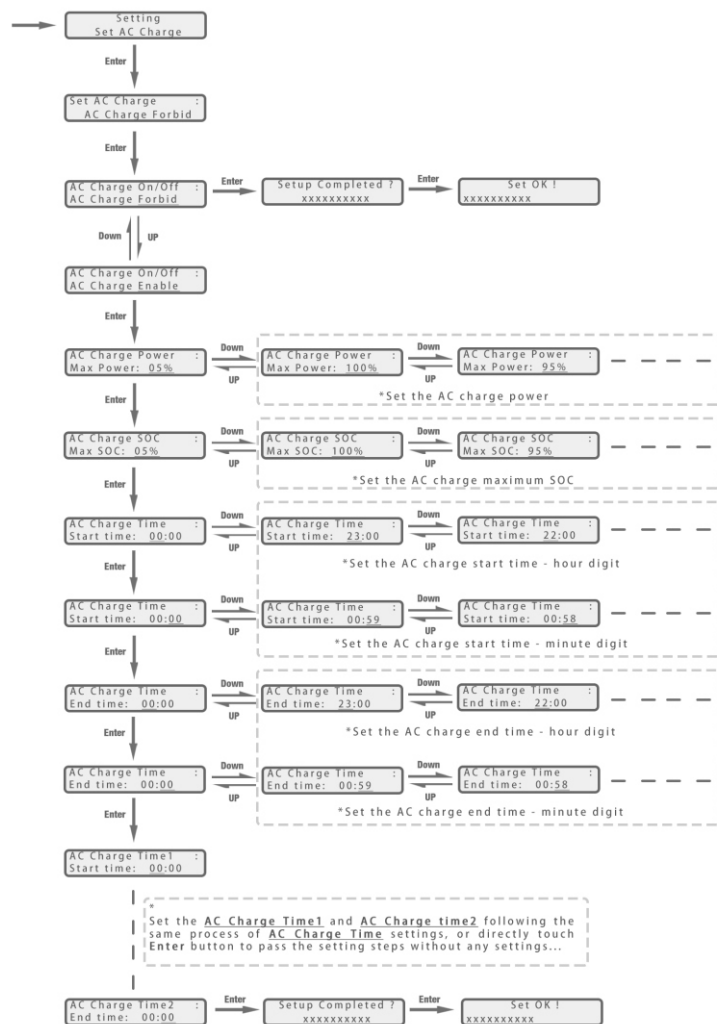 Setting
Set AC Charge
Enter
Set AC Charge :
AC Charge Forbid
Enter
AC Charge On/Off :
AC Charge Forbid
Enter
Setup Completed ?
xxxxxxxxxx
Enter
Set OK !
xxxxxxxxxx
Down
UP
AC Charge On/Off :
AC Charge Enable
Enter
AC Charge Power :
Max Power: 05%
Down
UP
AC Charge Power :
Max Power: 100%
Down
UP
AC Charge Power :
Max Power: 95%
*Set the AC charge power
Enter
AC Charge SOC :
Max SOC: 05%
Down
UP
AC Charge SOC :
Max SOC: 100%
Down
UP
AC Charge SOC :
Max SOC: 95%
*Set the AC charge maximum SOC
Enter
AC Charge Time :
Start time: 00:00
Down
UP
AC Charge Time :
Start time: 23:00
Down
UP
AC Charge Time :
Start time: 22:00
*Set the AC charge start time - hour digit
Enter
AC Charge Time :
Start time: 00:00
Down
UP
AC Charge Time :
Start time: 00:59
Down
UP
AC Charge Time :
Start time: 00:58
*Set the AC charge start time - minute digit
Enter
AC Charge Time :
End time: 00:00
Down
UP
AC Charge Time :
End time: 23:00
Down
UP
AC Charge Time :
End time: 22:00
*Set the AC charge end time - hour digit
Enter
AC Charge Time :
End time: 00:00
Down
UP
AC Charge Time :
End time: 00:59
Down
UP
AC Charge Time :
End time: 00:58
*Set the AC charge end time - minute digit
Enter
AC Charge Time1 :
Start time: 00:00
*
Set the AC Charge Time1 and AC Charge time2 following the
same process of AC Charge Time settings, or directly touch
Enter button to pass the setting steps without any settings...
AC Charge Time2 :
End time: 00:00
Enter
Setup Completed ?
xxxxxxxxxx
Enter
Set OK !
xxxxxxxxxx